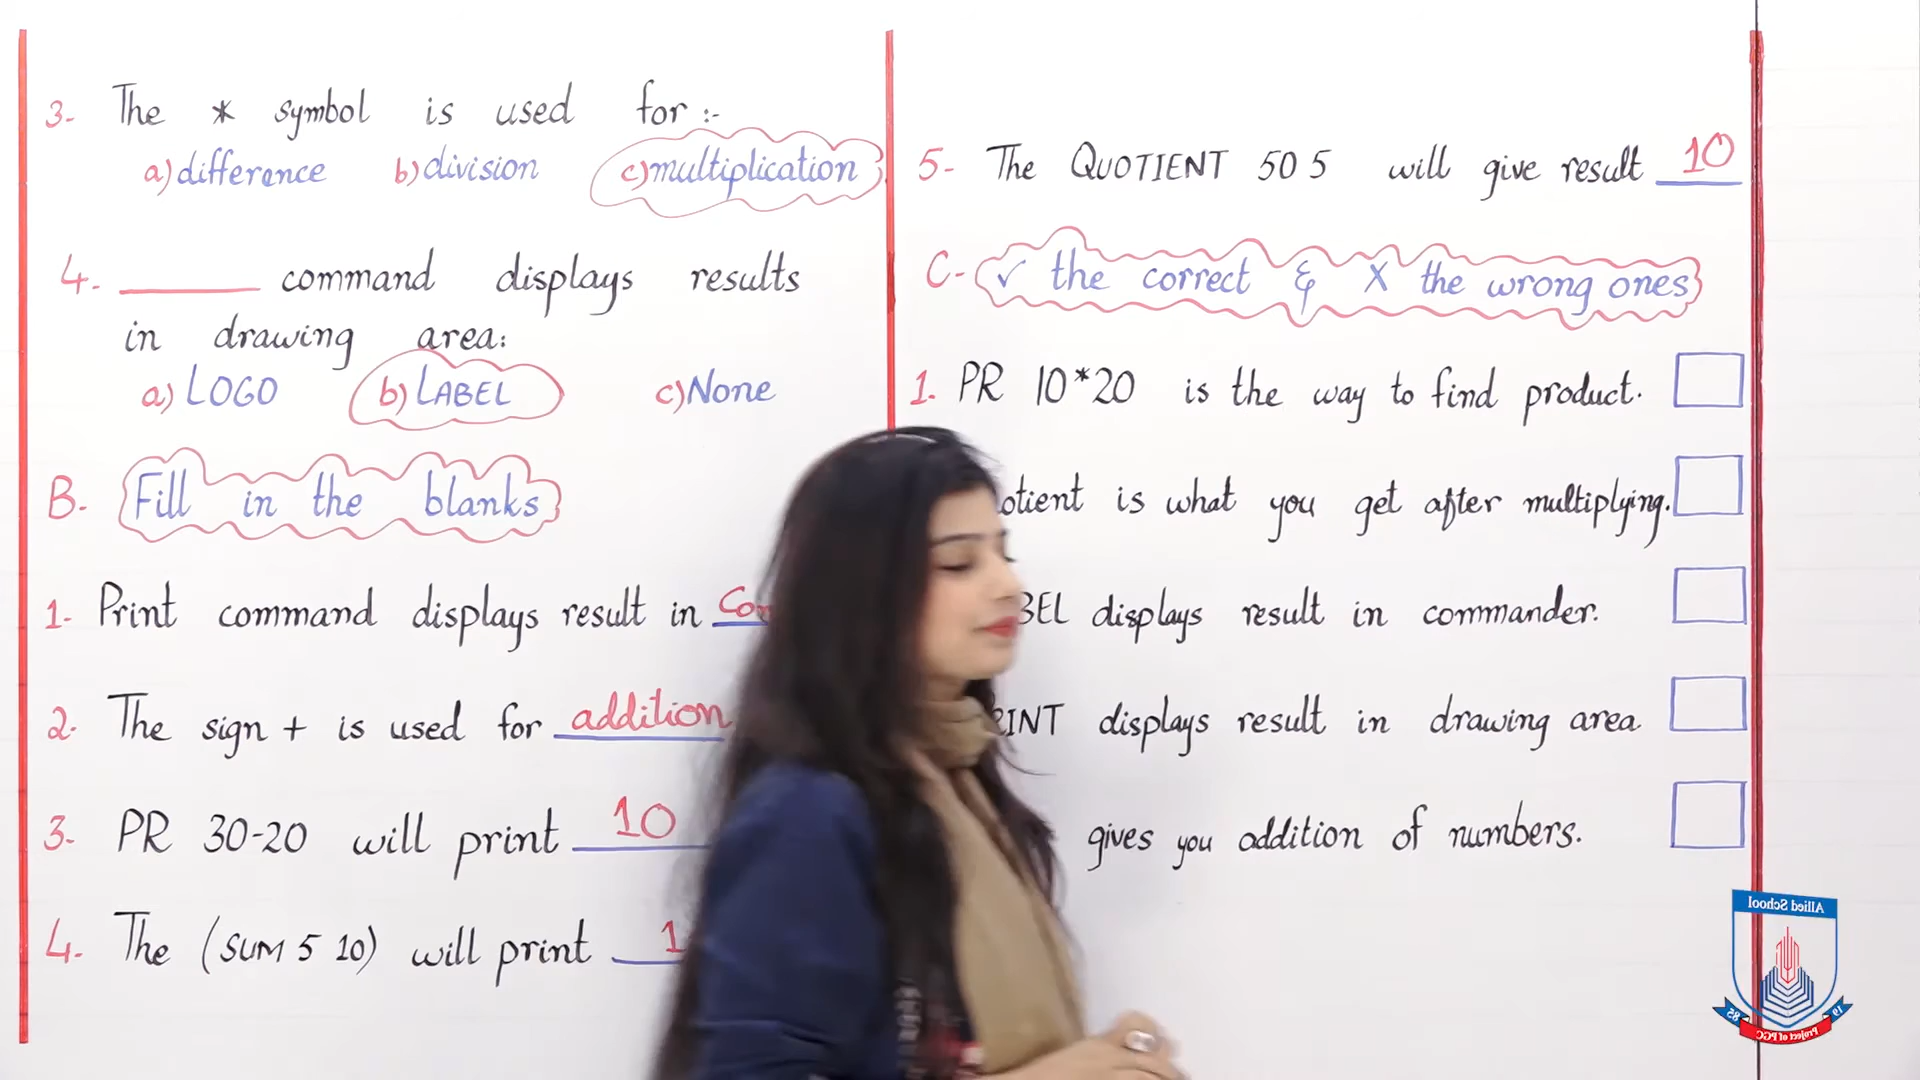 3- The * symbol is used for :-
a) difference b) division c) multiplication
4- ______ command displays results
in drawing area:
a) LOGO b) LABEL c) None
B- Fill in the blanks
1- Print command displays result in
2- The sign + is used for addition
3- PR 30-20 will print 10
4- The (SUM 5 10) will print
5- The QUOTIENT 50 5 will give result 10
C- ✓ the correct & X the wrong ones
1. PR 10*20 is the way to find product.
is what you get after multiplying.
displays result in commander.
displays result in drawing area
gives you addition of numbers.
Allied School
19 85
Project of PGC